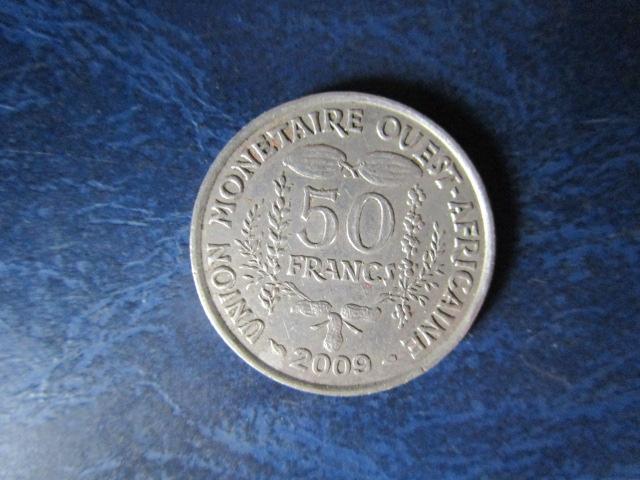 UNION MONETAIRE OUEST-AFRICAINE
50
FRANCS
2009